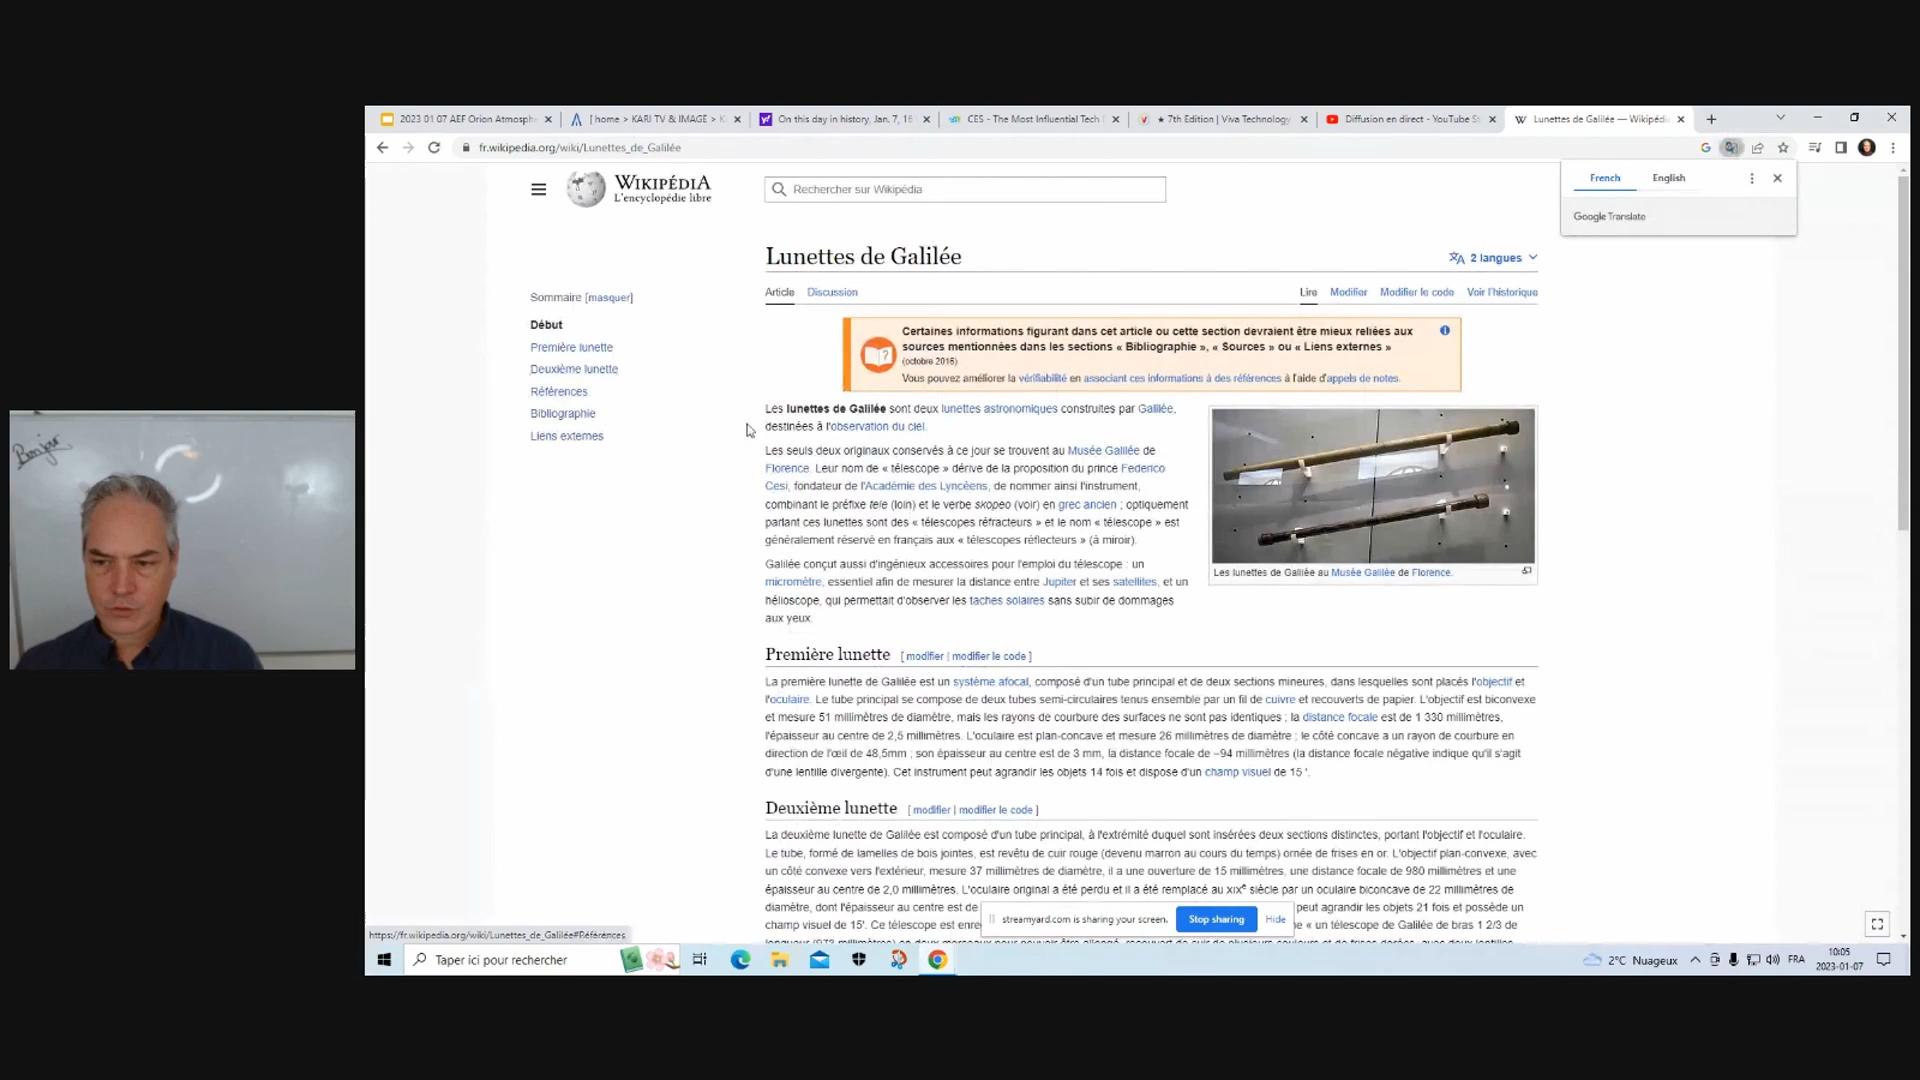 2023 01 07 AEF Orion Atmosphe
[ home > KARI TV & IMAGE > K
On this day in history, Jan. 7, 16
CES - The Most Influential Tech
★ 7th Edition | Viva Technology
Diffusion en direct - YouTube St
Lunettes de Galilée — Wikipédi
fr.wikipedia.org/wiki/Lunettes_de_Galilée
French English
Google Translate
WIKIPÉDIA
L'encyclopédie libre
Rechercher sur Wikipédia
Lunettes de Galilée
2 langues
Article Discussion
Lire Modifier Modifier le code Voir l'historique
Sommaire [masquer]
Début
Première lunette
Deuxième lunette
Références
Bibliographie
Liens externes
Certaines informations figurant dans cet article ou cette section devraient être mieux reliées aux
sources mentionnées dans les sections « Bibliographie », « Sources » ou « Liens externes »
(octobre 2016).
Vous pouvez améliorer la vérifiabilité en associant ces informations à des références à l'aide d'appels de notes.
Les lunettes de Galilée sont deux lunettes astronomiques construites par Galilée,
destinées à l'observation du ciel.
Les seuls deux originaux conservés à ce jour se trouvent au Musée Galilée de
Florence. Leur nom de « télescope » dérive de la proposition du prince Federico
Cesi, fondateur de l'Académie des Lyncéens, de nommer ainsi l'instrument,
combinant le préfixe tele (loin) et le verbe skopeo (voir) en grec ancien ; optiquement
parlant ces lunettes sont des « télescopes réfracteurs » et le nom « télescope » est
généralement réservé en français aux « télescopes réflecteurs » (à miroir).
Galilée conçut aussi d'ingénieux accessoires pour l'emploi du télescope : un
micromètre, essentiel afin de mesurer la distance entre Jupiter et ses satellites, et un
hélioscope, qui permettait d'observer les taches solaires sans subir de dommages
aux yeux.
Les lunettes de Galilée au Musée Galilée de Florence.
Première lunette [ modifier | modifier le code ]
La première lunette de Galilée est un système afocal, composé d'un tube principal et de deux sections mineures, dans lesquelles sont placés l'objectif et
l'oculaire. Le tube principal se compose de deux tubes semi-circulaires tenus ensemble par un fil de cuivre et recouverts de papier. L'objectif est biconvexe
et mesure 51 millimètres de diamètre, mais les rayons de courbure des surfaces ne sont pas identiques ; la distance focale est de 1 330 millimètres,
l'épaisseur au centre de 2,5 millimètres. L'oculaire est plan-concave et mesure 26 millimètres de diamètre ; le côté concave a un rayon de courbure en
direction de l'œil de 48,5mm ; son épaisseur au centre est de 3 mm, la distance focale de −94 millimètres (la distance focale négative indique qu'il s'agit
d'une lentille divergente). Cet instrument peut agrandir les objets 14 fois et dispose d'un champ visuel de 15 '.
Deuxième lunette [ modifier | modifier le code ]
La deuxième lunette de Galilée est composé d'un tube principal, à l'extrémité duquel sont insérées deux sections distinctes, portant l'objectif et l'oculaire.
Le tube, formé de lamelles de bois jointes, est revêtu de cuir rouge (devenu marron au cours du temps) ornée de frises en or. L'objectif plan-convexe, avec
un côté convexe vers l'extérieur, mesure 37 millimètres de diamètre, il a une ouverture de 15 millimètres, une distance focale de 980 millimètres et une
épaisseur au centre de 2,0 millimètres. L'oculaire original a été perdu et il a été remplacé au XIXe siècle par un oculaire biconcave de 22 millimètres de
diamètre, dont l'épaisseur au centre est de peut agrandir les objets 21 fois et possède un
champ visuel de 15'. Ce télescope est enre « un télescope de Galilée de bras 1 2/3 de
streamyard.com is sharing your screen. Stop sharing Hide
https://fr.wikipedia.org/wiki/Lunettes_de_Galilée#Références
Taper ici pour rechercher
2°C Nuageux
FRA
10:05
2023-01-07
Bonjour